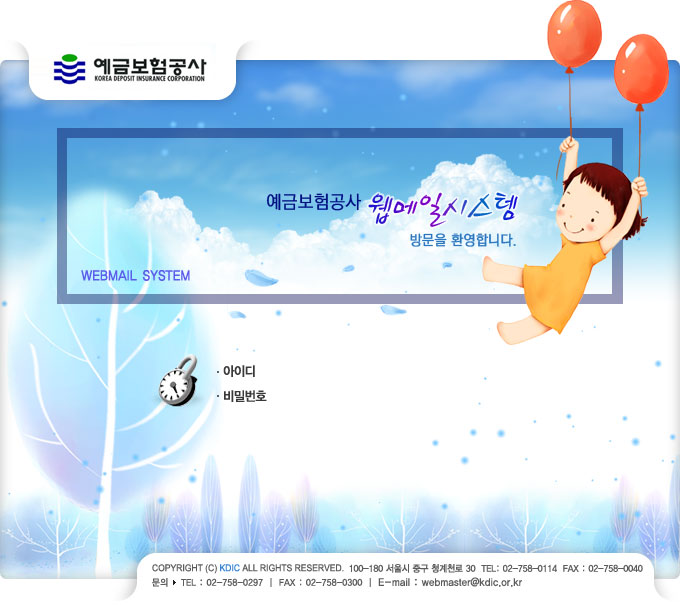 예금보험공사
KOREA DEPOSIT INSURANCE CORPORATION
예금보험공사 웹메일시스템
방문을 환영합니다.
WEBMAIL SYSTEM
· 아이디
· 비밀번호
COPYRIGHT (C) KDIC ALL RIGHTS RESERVED. 100-180 서울시 중구 청계천로 30 TEL: 02-758-0114 FAX : 02-758-0040
문의 ▶ TEL : 02-758-0297 | FAX : 02-758-0300 | E-mail : webmaster@kdic.or.kr